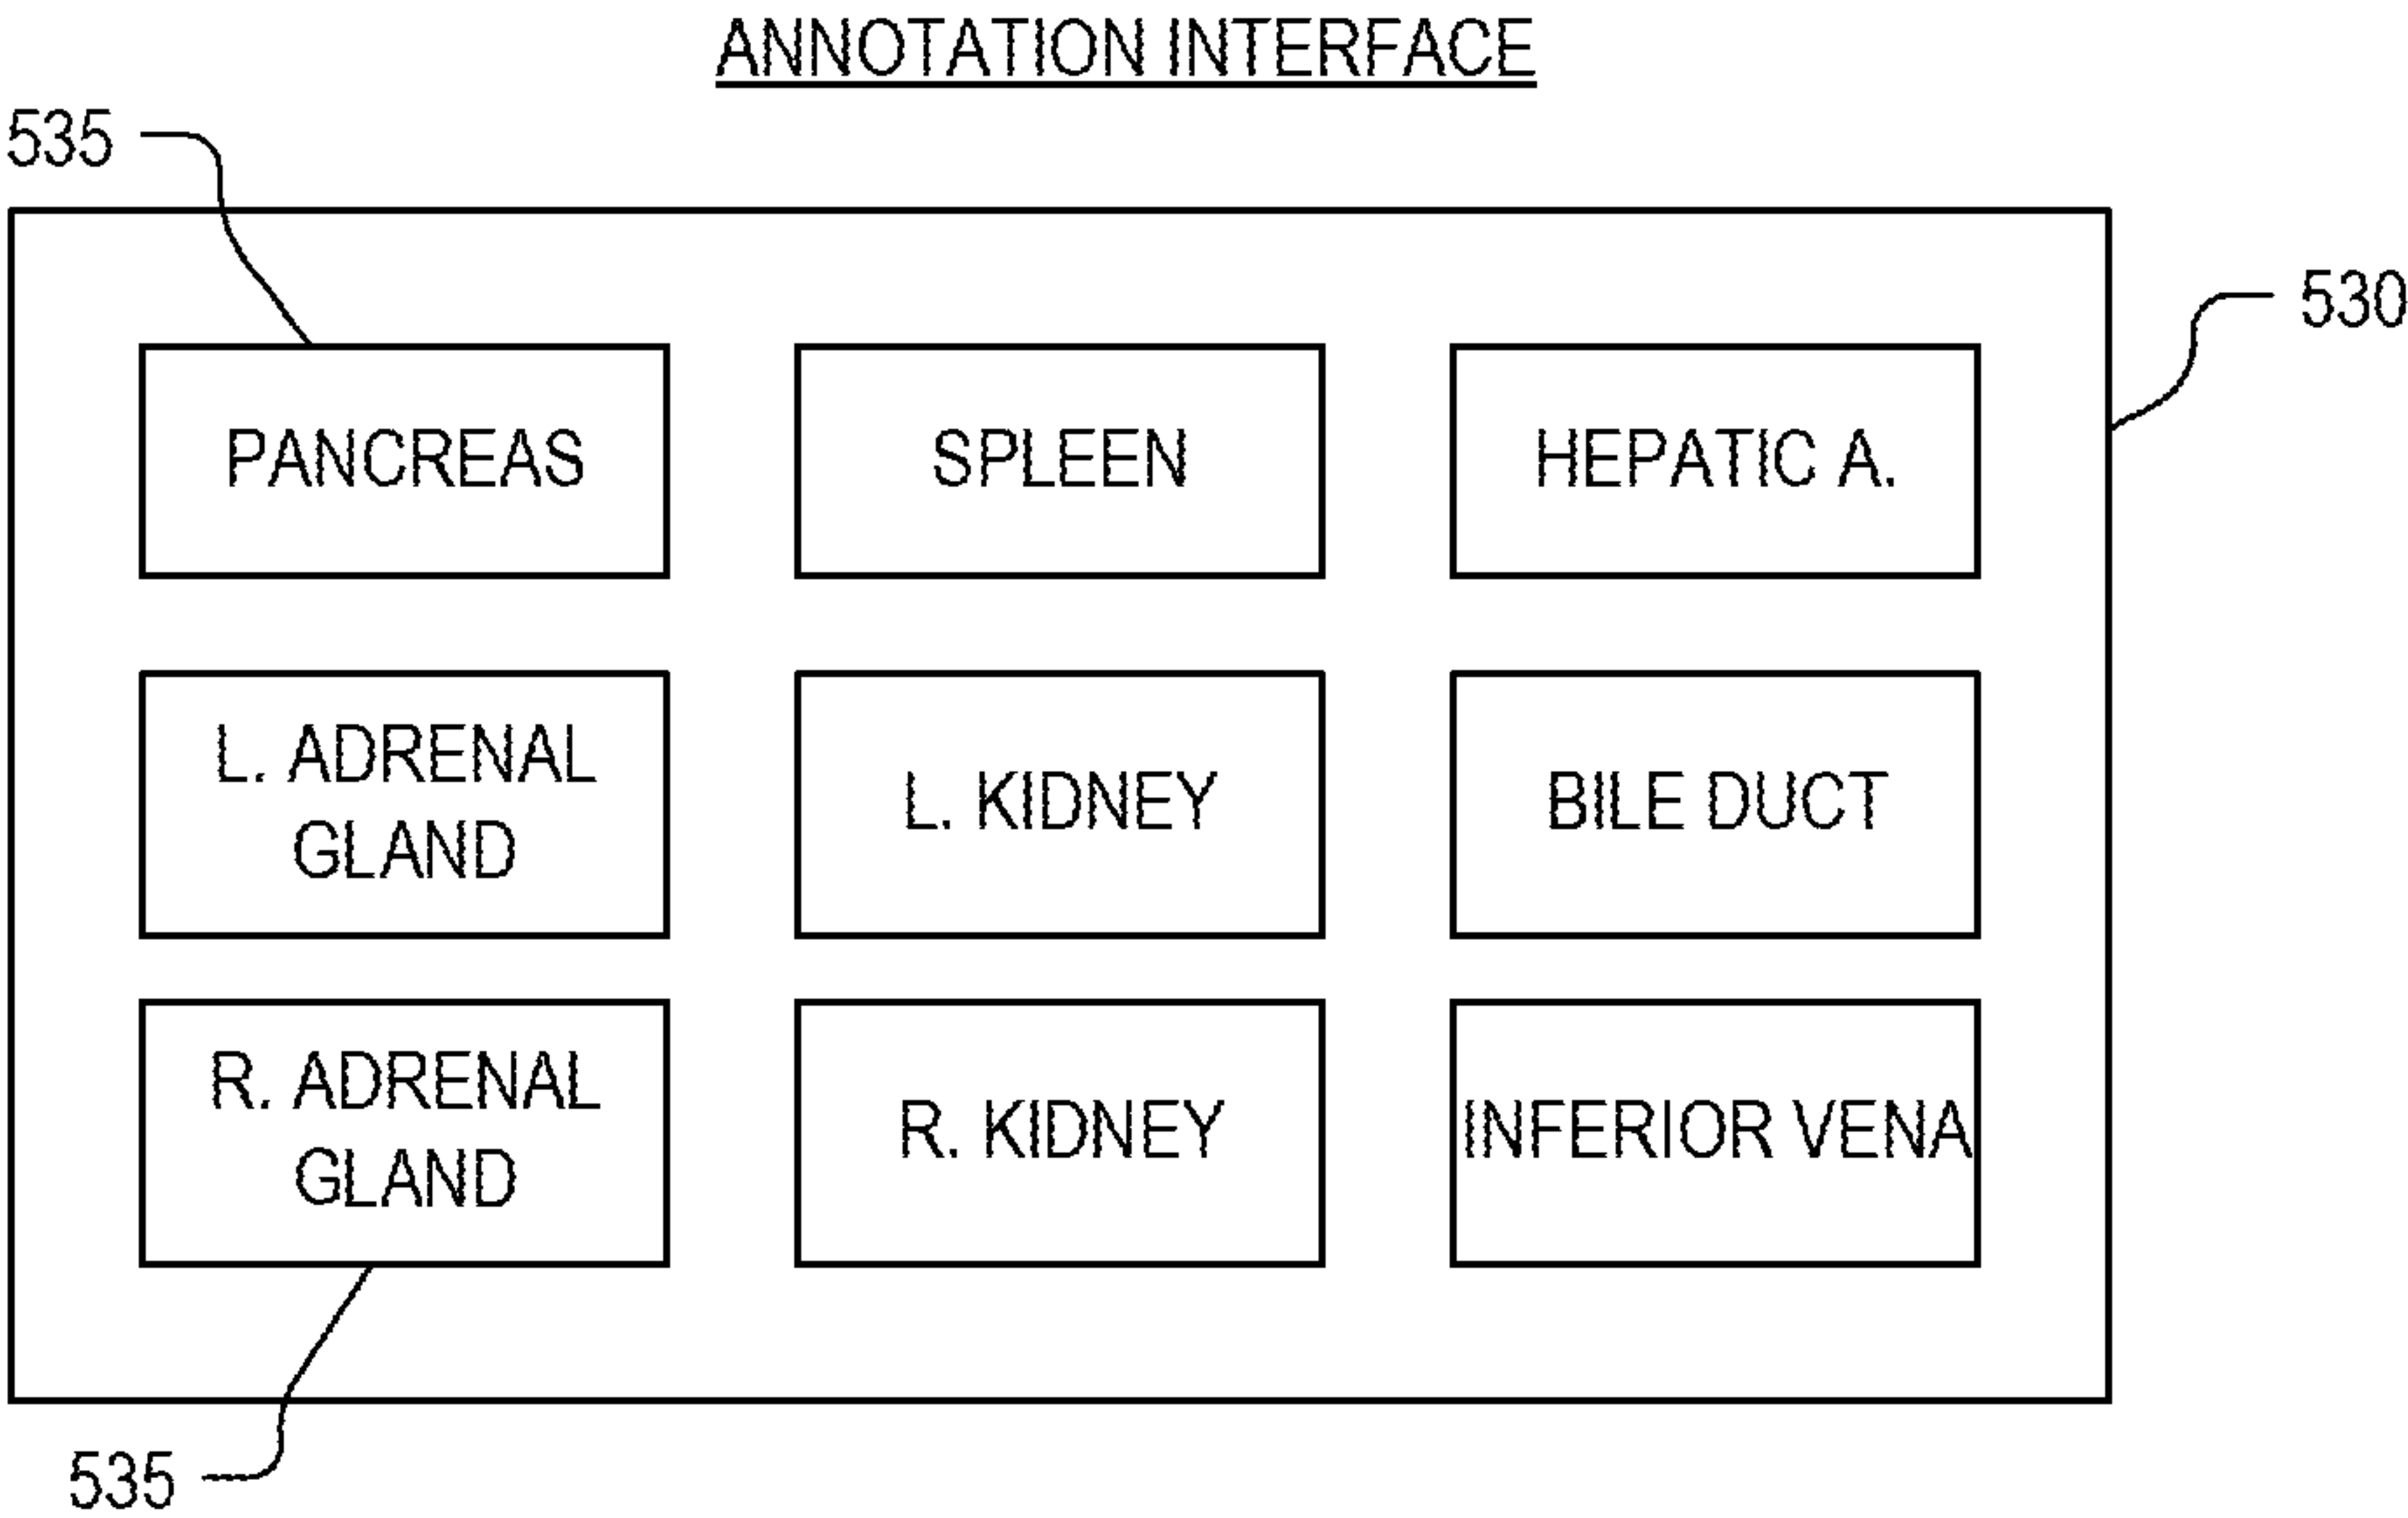 ANNOTATION INTERFACE
535
530
PANCREAS
SPLEEN
HEPATIC A.
L. ADRENAL
GLAND
L. KIDNEY
BILE DUCT
R. ADRENAL
GLAND
R. KIDNEY
INFERIOR VENA
535